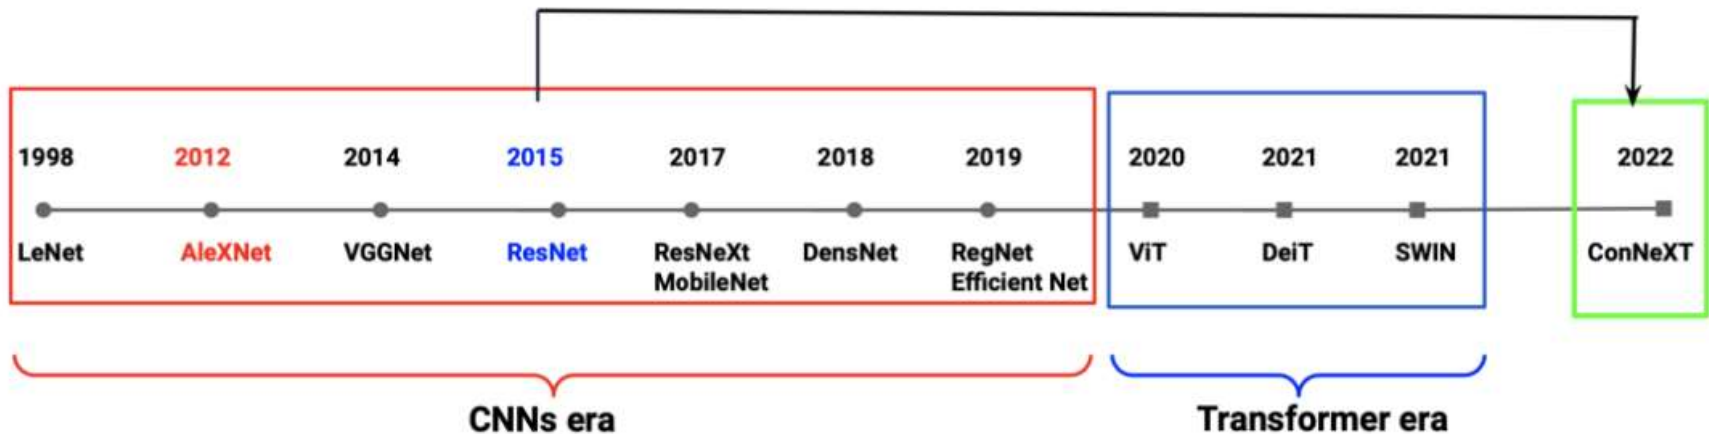 1998 2012 2014 2015 2017 2018 2019 2020 2021 2021 2022
LeNet AleXNet VGGNet ResNet ResNeXt DensNet RegNet ViT DeiT SWIN ConNeXT
MobileNet Efficient Net
CNNs era Transformer era